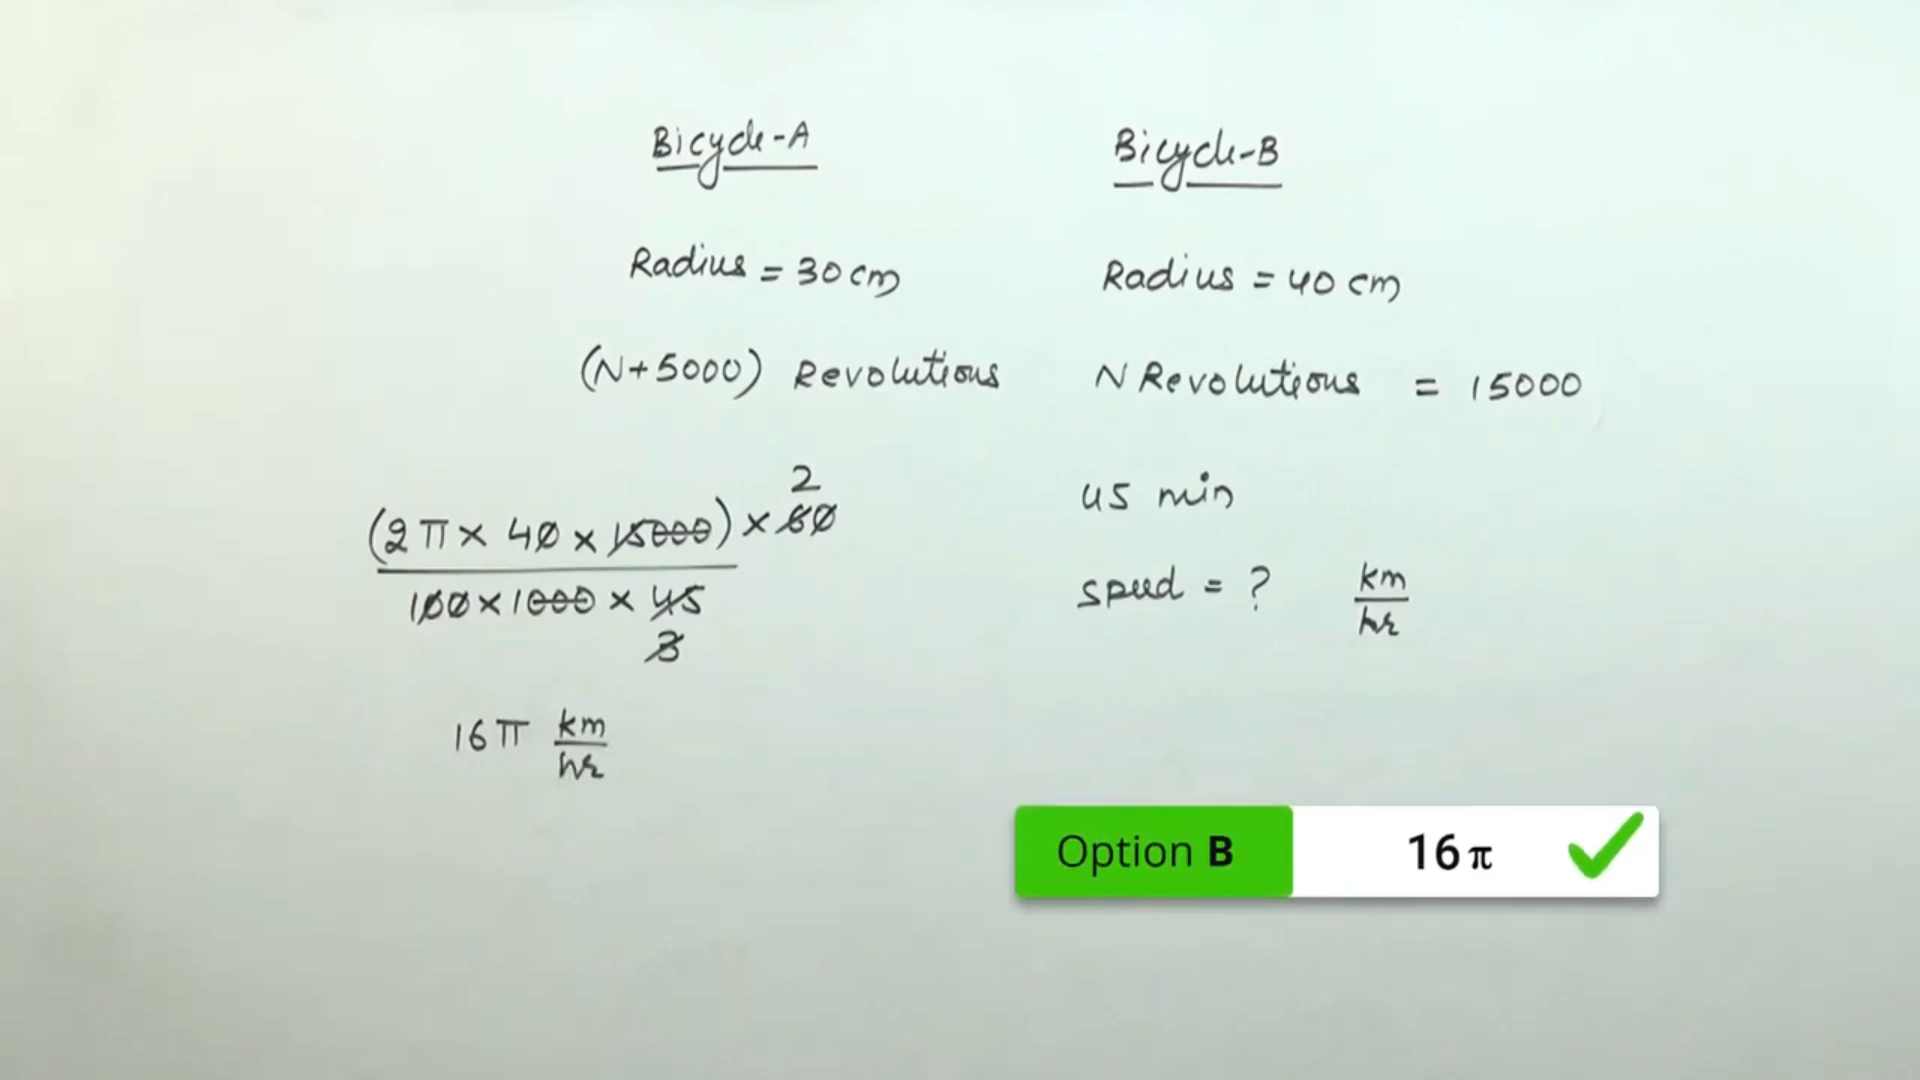 Bicycle-A
Bicycle-B
Radius = 30 cm
Radius = 40 cm
(N+5000) Revolutions
N Revolutions = 15000
2
(2π × 40 × 15000) × 60
100 × 1000 × 45
3
45 min
speed = ? km/hr
16π km/hr
Option B 16π